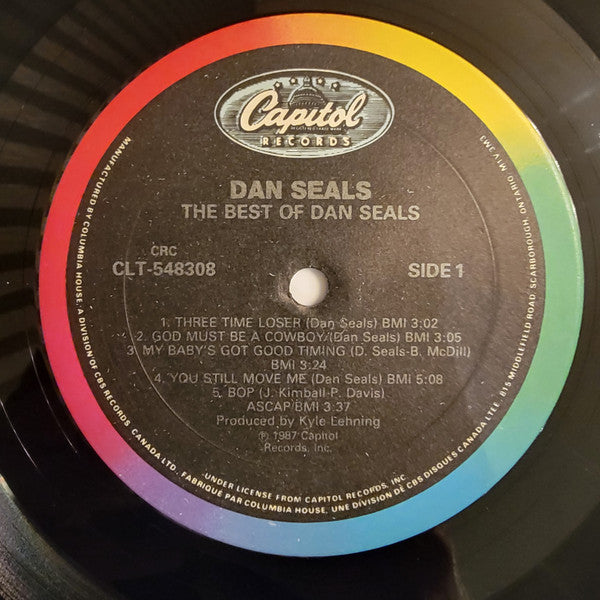 Capitol
RECORDS
DAN SEALS
THE BEST OF DAN SEALS
CRC
CLT-548308
SIDE 1
1. THREE TIME LOSER (Dan Seals) BMI 3:02
2. GOD MUST BE A COWBOY (Dan Seals) BMI 3:05
3. MY BABY'S GOT GOOD TIMING (D. Seals-B. McDill)
BMI 3:24
4. YOU STILL MOVE ME (Dan Seals) BMI 5:08
5. BOP (J. Kimball-P. Davis)
ASCAP/BMI 3:37
Produced by Kyle Lehning
℗ 1987 Capitol
Records, Inc.
UNDER LICENSE FROM CAPITOL RECORDS, INC
MANUFACTURED BY COLUMBIA HOUSE, A DIVISION OF CBS RECORDS CANADA LTD. - FABRIQUÉ PAR COLUMBIA HOUSE, UNE DIVISION DE CBS DISQUES CANADA LTEE. 815 MIDDLEFIELD ROAD, SCARBOROUGH, ONTARIO/M1V 3M3